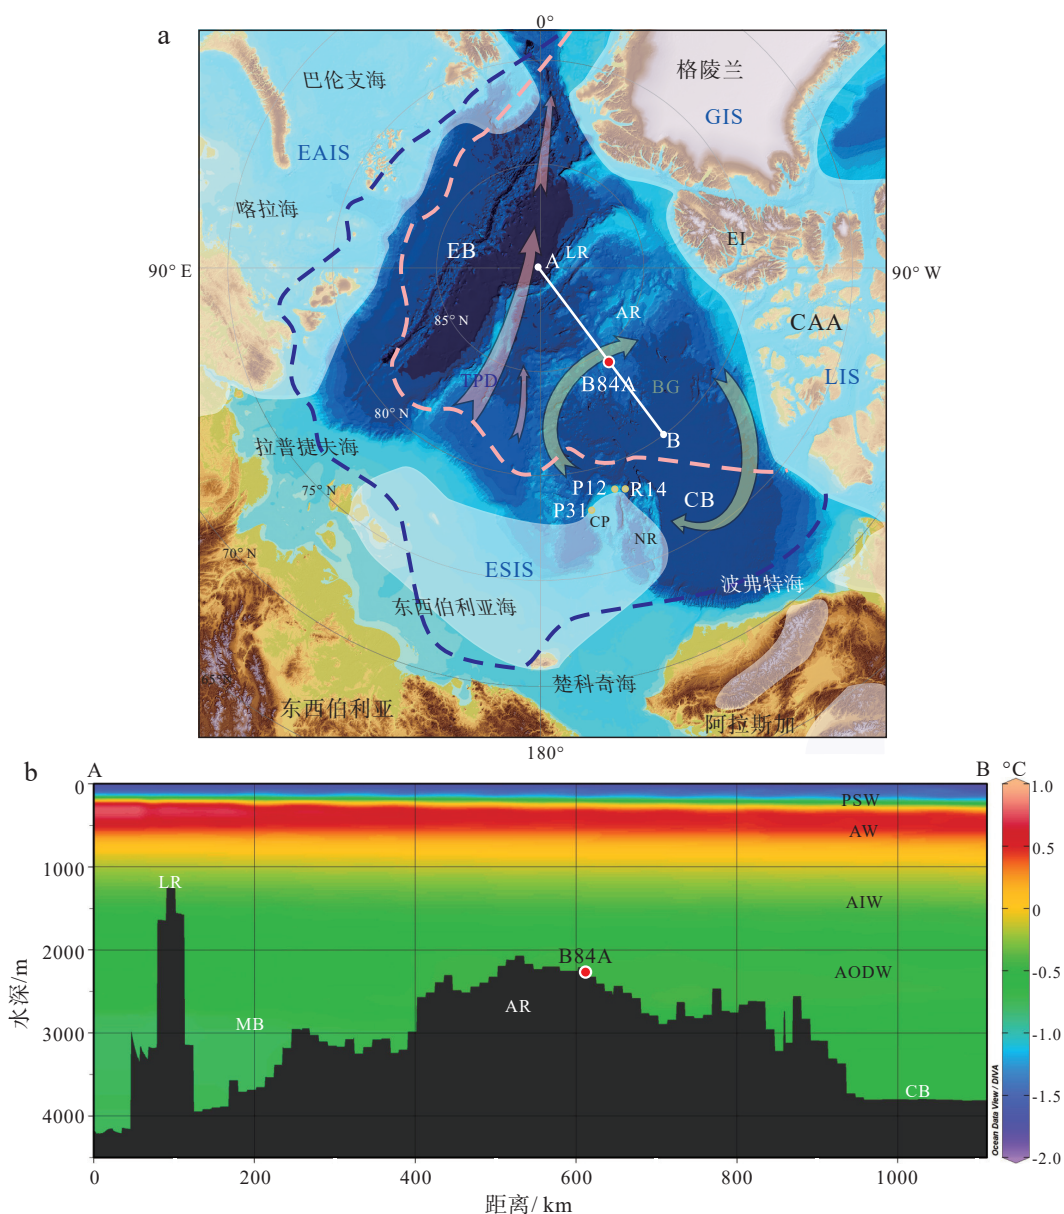 a
0°
巴伦支海
格陵兰
GIS
EAIS
喀拉海
EI
EB
LR
A
90° E
90° W
AR
85° N
CAA
LIS
TPD
B84A
BG
80° N
B
拉普捷夫海
75° N
P12
R14
CB
P31
CP
NR
70° N
ESIS
波弗特海
东西伯利亚海
65° N
楚科奇海
东西伯利亚
阿拉斯加
180°
b
A
B
°C
0
PSW
1.0
AW
0.5
1000
LR
AIW
0
2000
B84A
AODW
-0.5
水深/m
AR
3000
MB
-1.0
CB
-1.5
4000
Ocean Data View / DIVA
-2.0
0
200
400
600
800
1000
距离/ km